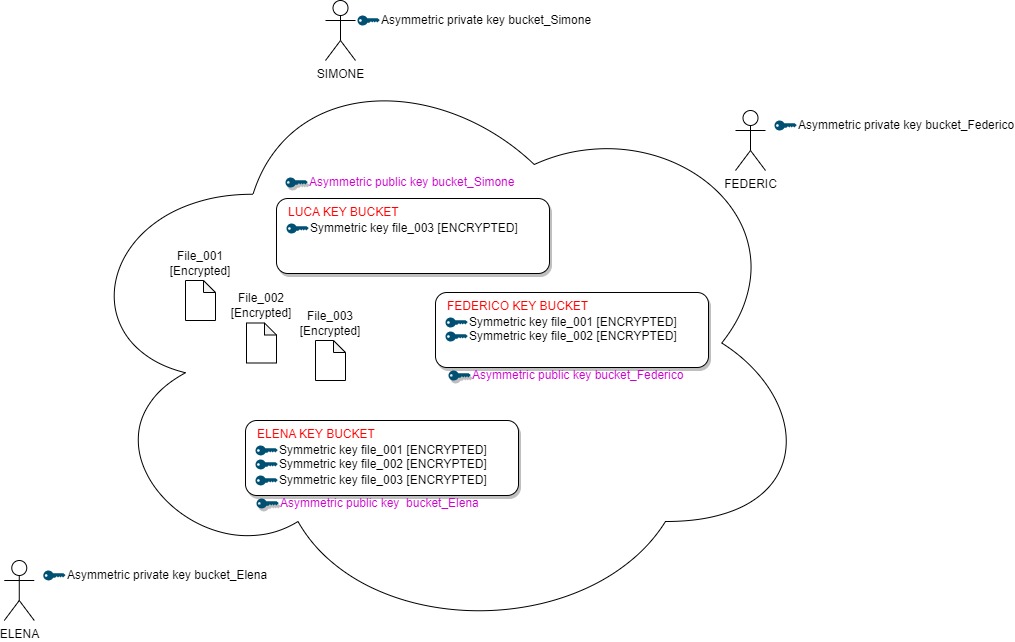 Asymmetric private key bucket_Simone
SIMONE
Asymmetric private key bucket_Federico
FEDERIC
Asymmetric public key bucket_Simone
LUCA KEY BUCKET
Symmetric key file_003 [ENCRYPTED]
File_001
[Encrypted]
File_002
[Encrypted]
File_003
[Encrypted]
FEDERICO KEY BUCKET
Symmetric key file_001 [ENCRYPTED]
Symmetric key file_002 [ENCRYPTED]
Asymmetric public key bucket_Federico
ELENA KEY BUCKET
Symmetric key file_001 [ENCRYPTED]
Symmetric key file_002 [ENCRYPTED]
Symmetric key file_003 [ENCRYPTED]
Asymmetric public key  bucket_Elena
Asymmetric private key bucket_Elena
ELENA